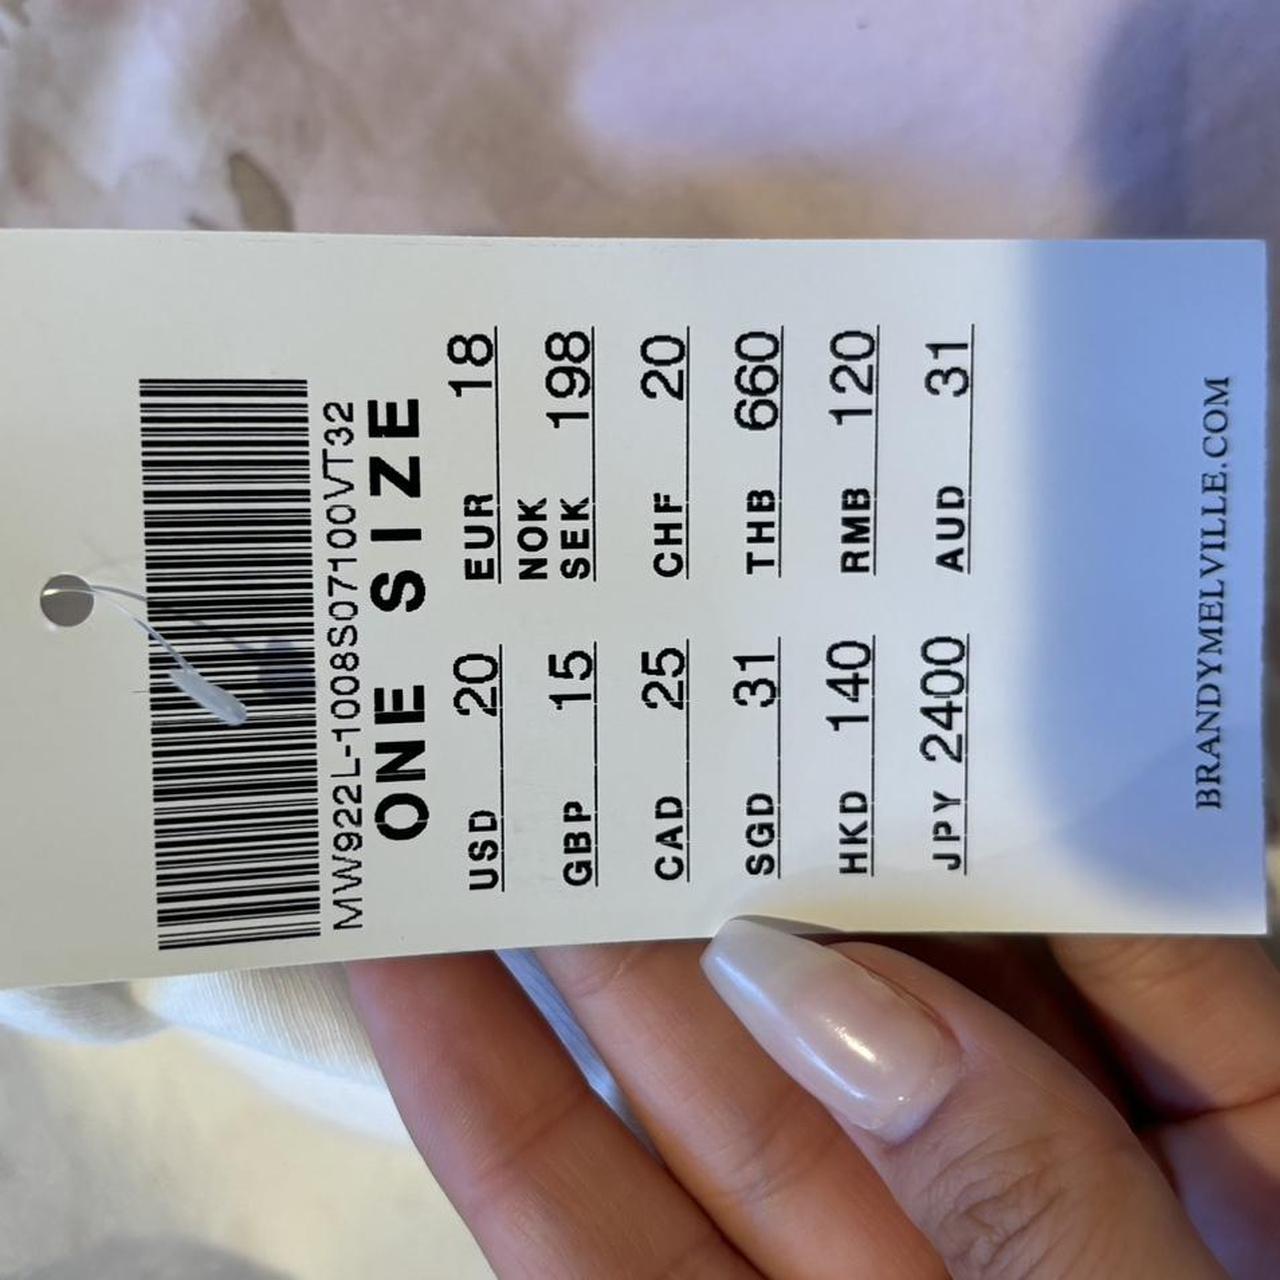 MW922L-1008S07100VT32
ONE SIZE
USD 20 EUR 18
GBP 15 NOK SEK 198
CAD 25 CHF 20
SGD 31 THB 660
HKD 140 RMB 120
JPY 2400 AUD 31
BRANDYMELVILLE.COM